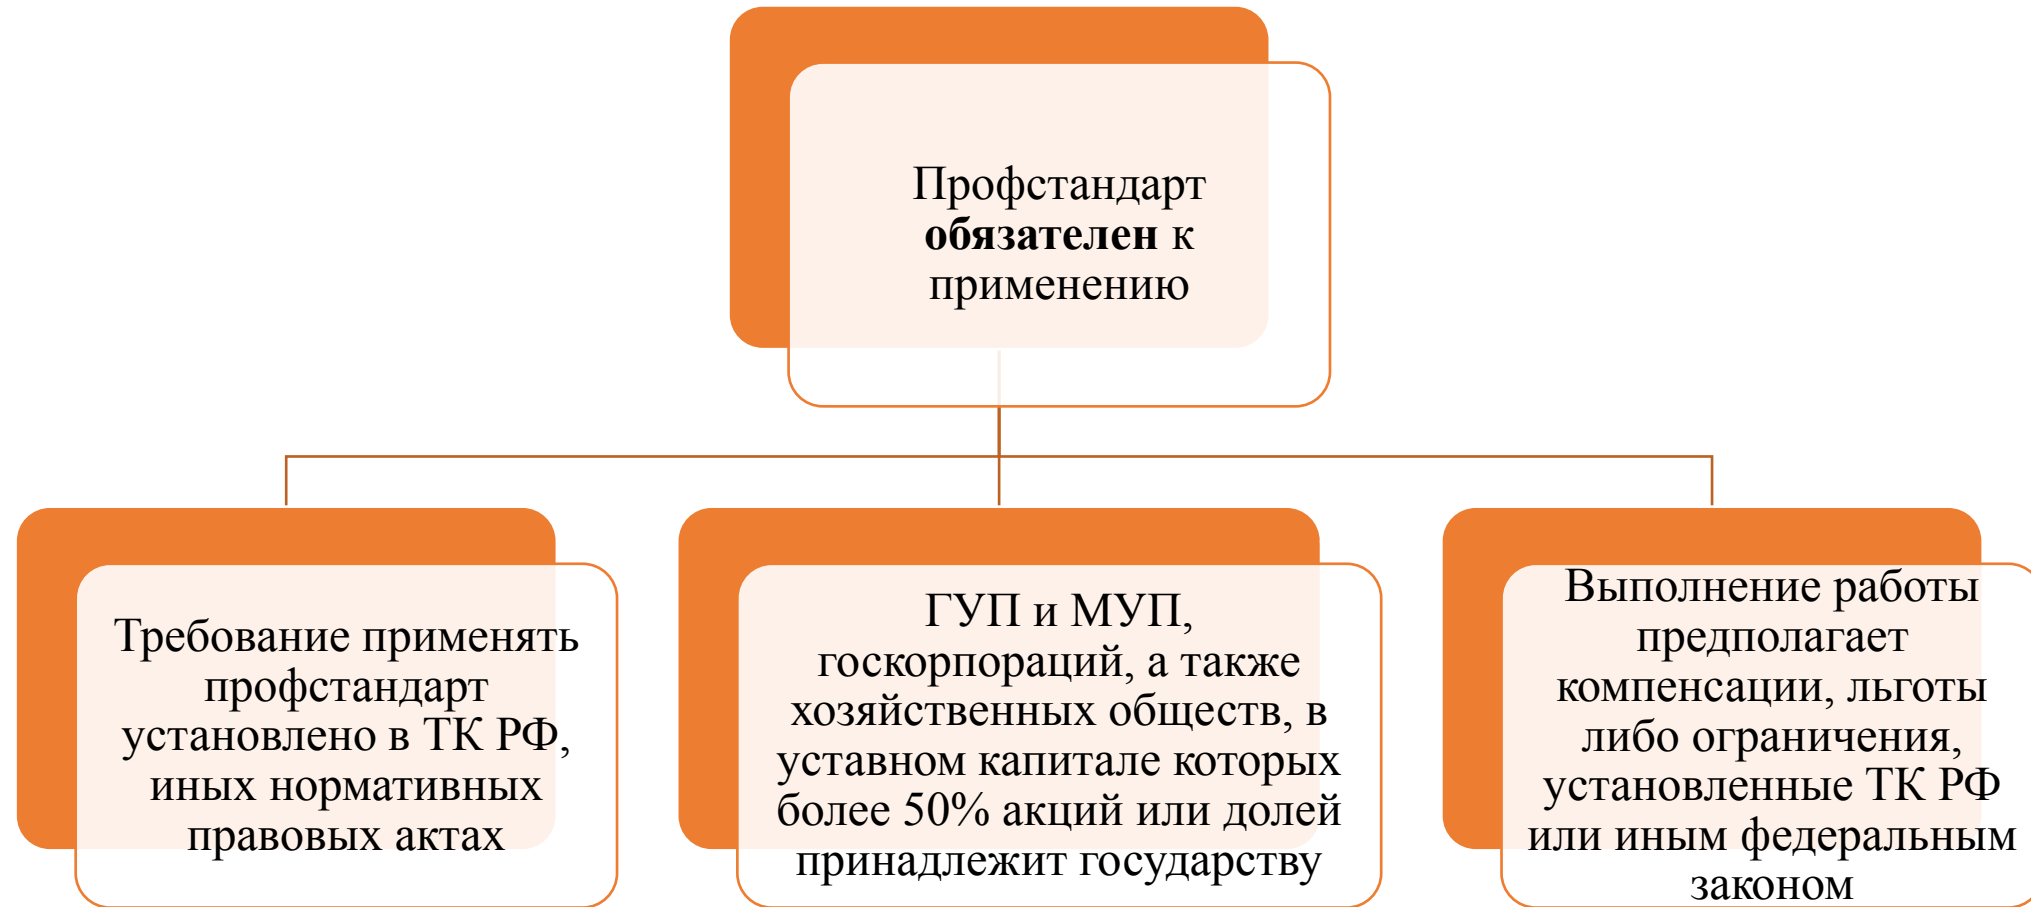 Профстандарт
обязателен к
применению
Требование применять
профстандарт
установлено в ТК РФ,
иных нормативных
правовых актах
ГУП и МУП,
госкорпораций, а также
хозяйственных обществ, в
уставном капитале которых
более 50% акций или долей
принадлежит государству
Выполнение работы
предполагает
компенсации, льготы
либо ограничения,
установленные ТК РФ
или иным федеральным
законом